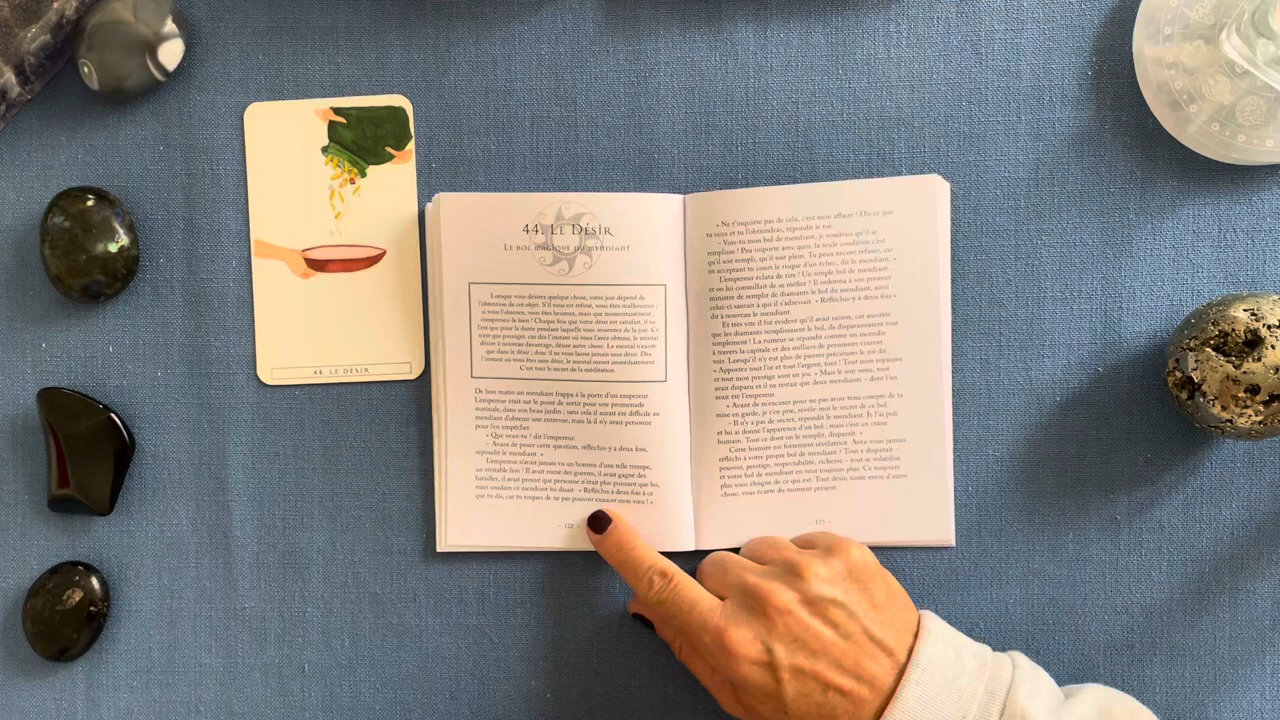 44. LE DÉSIR
44. LE DÉSIR
LE BOL MAGIQUE DU MENDIANT
Lorsque vous désirez quelque chose, votre joie dépend de
l'obtention de cet objet. S'il vous est refusé, vous êtes malheureux ;
si vous l'obtenez, vous êtes heureux, mais que momentanément,
comprenez-le bien ! Chaque fois que votre désir est satisfait, il ne
l'est que pour la durée pendant laquelle vous ressentez de la joie. Ce
n'est que passager, car dès l'instant où vous l'avez obtenu, le mental
désire à nouveau davantage, désire autre chose. Le mental n'existe
que dans le désir ; donc il ne vous laisse jamais sans désir. Dès
l'instant où vous êtes sans désir, le mental meurt immédiatement.
C'est tout le secret de la méditation.
De bon matin un mendiant frappa à la porte d'un empereur.
L'empereur était sur le point de sortir pour une promenade
matinale, dans son beau jardin ; sans cela il aurait été difficile au
mendiant d'obtenir une entrevue, mais là il n'y avait personne
pour l'en empêcher.
« Que veux-tu ? dit l'empereur.
– Avant de poser cette question, réfléchis-y à deux fois,
répondit le mendiant. »
L'empereur n'avait jamais vu un homme d'une telle trempe,
un véritable lion ! Il avait mené des guerres, il avait gagné des
batailles, il avait prouvé que personne n'était plus puissant que lui,
mais soudain ce mendiant lui disait : « Réfléchis à deux fois à ce
que tu dis, car tu risques de ne pas pouvoir exaucer mon vœu ! ».
– 122 –
« Ne t'inquiète pas de cela, c'est mon affaire ! Dis ce que
tu veux et tu l'obtiendras, répondit le roi.
– Vois-tu mon bol de mendiant, je voudrais qu'il se
remplisse ! Peu importe avec quoi, la seule condition c'est
qu'il soit rempli, qu'il soit plein. Tu peux encore refuser, car
en acceptant tu cours le risque d'un échec, dit le mendiant. »
L'empereur éclata de rire ! Un simple bol de mendiant...
et on lui conseillait de se méfier ? Il ordonna à son premier
ministre de remplir de diamants le bol du mendiant, ainsi
celui-ci saurait à qui il s'adressait. « Réfléchis-y à deux fois »
dit à nouveau le mendiant.
Et très vite il fut évident qu'il avait raison, car aussitôt
que les diamants remplissaient le bol, ils disparaissaient tout
simplement ! La rumeur se répandit comme un incendie
à travers la capitale et des milliers de personnes vinrent
voir. Lorsqu'il n'y eut plus de pierres précieuses le roi dit :
« Apportez tout l'or et tout l'argent, tout ! Tout mon royaume
et tout mon prestige sont en jeu. » Mais le soir venu, tout
avait disparu et il ne restait que deux mendiants – dont l'un
avait été l'empereur.
« Avant de m'excuser pour ne pas avoir tenu compte de ta
mise en garde, je t'en prie, révèle-moi le secret de ce bol.
– Il n'y a pas de secret, répondit le mendiant. Je l'ai poli
et lui ai donné l'apparence d'un bol ; mais c'est un crâne
humain. Tout ce dont on le remplit, disparaît. »
Cette histoire est fortement révélatrice. Avez-vous jamais
réfléchi à votre propre bol de mendiant ? Tout y disparaît –
pouvoir, prestige, respectabilité, richesse – tout se volatilise
et votre bol de mendiant en veut toujours plus. Ce toujours
plus vous éloigne de ce qui est. Tout désir, toute envie d'autre
chose, vous écarte du moment présent.
– 123 –